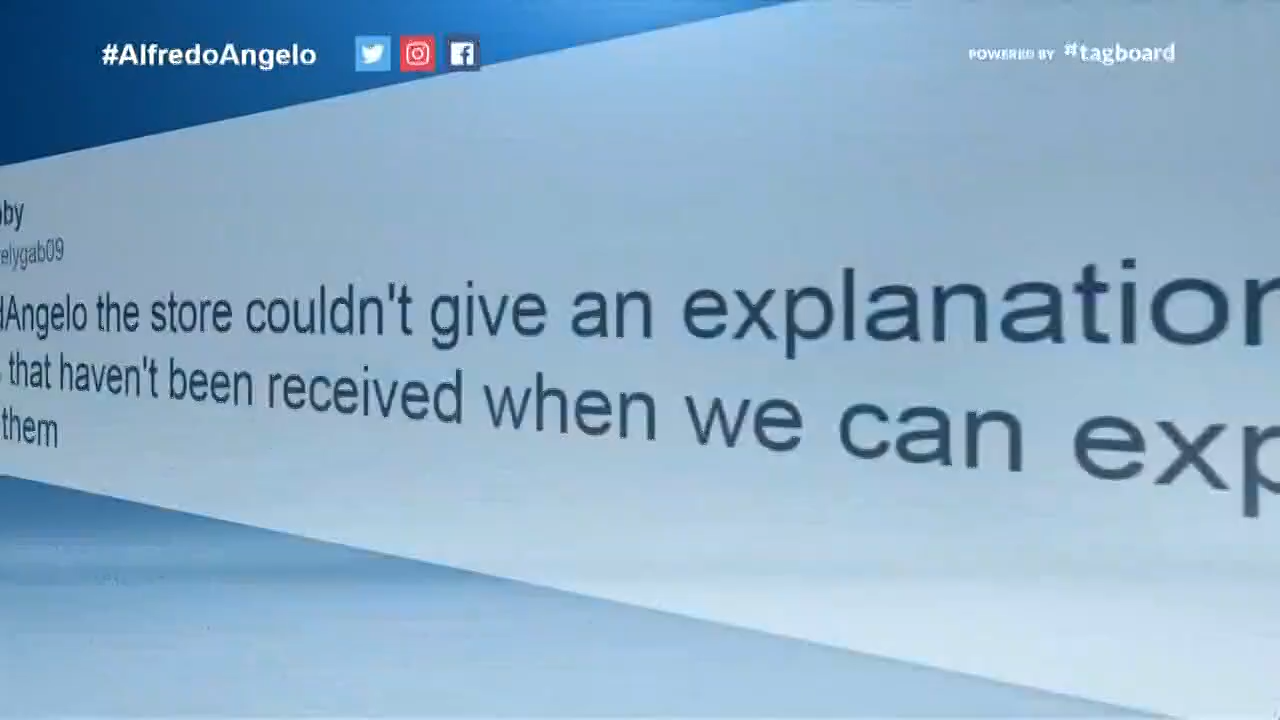 #AlfredoAngelo
POWERED BY #tagboard
by
elygab09
dAngelo the store couldn't give an explanation
that haven't been received when we can exp
them